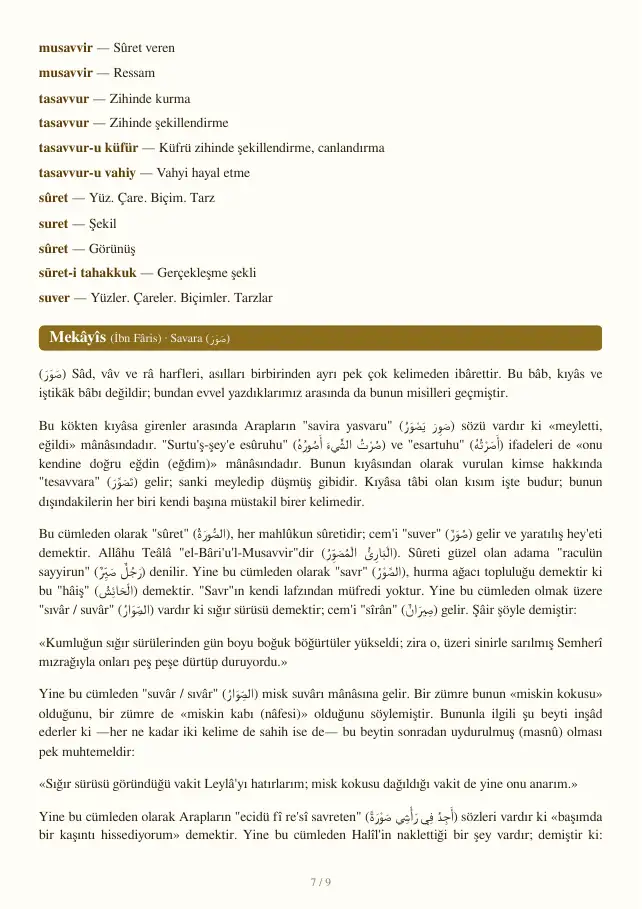 musavvir — Sûret veren
musavvir — Ressam
tasavvur — Zihinde kurma
tasavvur — Zihinde şekillendirme
tasavvur-u küfür — Küfrü zihinde şekillendirme, canlandırma
tasavvur-u vahiy — Vahyi hayal etme
sûret — Yüz. Çare. Biçim. Tarz
suret — Şekil
sûret — Görünüş
sûret-i tahakkuk — Gerçekleşme şekli
suver — Yüzler. Çareler. Biçimler. Tarzlar
Mekâyîs (İbn Fâris) · Savara (صَوَرَ)
(صَوَرَ) Sâd, vâv ve râ harfleri, asılları birbirinden ayrı pek çok kelimeden ibârettir. Bu bâb, kıyâs ve
iştikāk bâbı değildir; bundan evvel yazdıklarımız arasında da bunun misilleri geçmiştir.
Bu kökten kıyâsa girenler arasında Arapların "savira yasvaru" (صَوِرَ يَصْوَرُ) sözü vardır ki «meyletti,
eğildi» mânâsındadır. "Surtu'ş-şey'e esûruhu" (صُرْتُ الشَّيءَ أَصُورُهُ) ve "esartuhu" (أَصَرْتُهُ) ifadeleri de «onu
kendine doğru eğdin (eğdim)» mânâsındadır. Bunun kıyâsından olarak vurulan kimse hakkında
"tesavvara" (تَصَوَّرَ) gelir; sanki meyledip düşmüş gibidir. Kıyâsa tâbi olan kısım işte budur; bunun
dışındakilerin her biri kendi başına müstakil birer kelimedir.
Bu cümleden olarak "sûret" (الصُّورَةُ), her mahlûkun sûretidir; cem'i "suver" (صُوَرٌ) gelir ve yaratılış hey'eti
demektir. Allâhu Teâlâ "el-Bâri'u'l-Musavvir"dir (الْبَارِئُ الْمُصَوِّرُ). Sûreti güzel olan adama "raculün
sayyirun" (رَجُلٌ صَيِّرٌ) denilir. Yine bu cümleden olarak "savr" (الصَّوْرُ), hurma ağacı topluluğu demektir ki
bu "hâiş" (الْحَائِشُ) demektir. "Savr"ın kendi lafzından müfredi yoktur. Yine bu cümleden olmak üzere
"sıvâr / suvâr" (الصِّوَارُ) vardır ki sığır sürüsü demektir; cem'i "sîrân" (صِيرَانٌ) gelir. Şâir şöyle demiştir:
«Kumluğun sığır sürülerinden gün boyu boğuk böğürtüler yükseldi; zira o, üzeri sinirle sarılmış Semherî
mızrağıyla onları peş peşe dürtüp duruyordu.»
Yine bu cümleden "suvâr / sıvâr" (الصِّوَارُ) misk suvârı mânâsına gelir. Bir zümre bunun «miskin kokusu»
olduğunu, bir zümre de «miskin kabı (nâfesi)» olduğunu söylemiştir. Bununla ilgili şu beyti inşâd
ederler ki —her ne kadar iki kelime de sahih ise de— bu beytin sonradan uydurulmuş (masnû) olması
pek muhtemeldir:
«Sığır sürüsü göründüğü vakit Leylâ'yı hatırlarım; misk kokusu dağıldığı vakit de yine onu anarım.»
Yine bu cümleden olarak Arapların "ecidü fî re'sî savreten" (أَجِدُ فِي رَأْسِي صَوْرَةً) sözleri vardır ki «başımda
bir kaşıntı hissediyorum» demektir. Yine bu cümleden Halîl'in naklettiği bir şey vardır; demiştir ki:
7 / 9